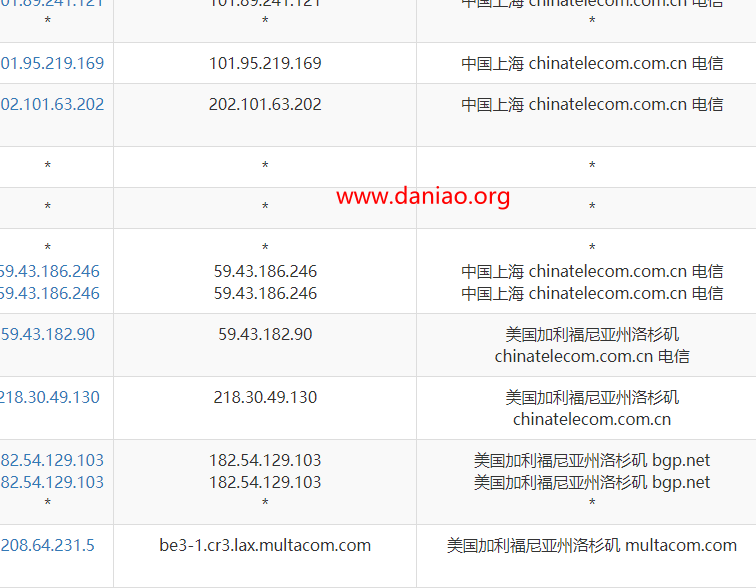 01.89.241.121 101.89.241.121 中国上海 chinatelecom.com.cn 电信
* * *
01.95.219.169 101.95.219.169 中国上海 chinatelecom.com.cn 电信
02.101.63.202 202.101.63.202 中国上海 chinatelecom.com.cn 电信
* * *
www.daniao.org
* * *
* * *
59.43.186.246 59.43.186.246 中国上海 chinatelecom.com.cn 电信
59.43.186.246 59.43.186.246 中国上海 chinatelecom.com.cn 电信
59.43.182.90 59.43.182.90 美国加利福尼亚州洛杉矶
chinatelecom.com.cn 电信
218.30.49.130 218.30.49.130 美国加利福尼亚州洛杉矶
chinatelecom.com.cn
82.54.129.103 182.54.129.103 美国加利福尼亚州洛杉矶 bgp.net
82.54.129.103 182.54.129.103 美国加利福尼亚州洛杉矶 bgp.net
* * *
208.64.231.5 be3-1.cr3.lax.multacom.com 美国加利福尼亚州洛杉矶 multacom.com